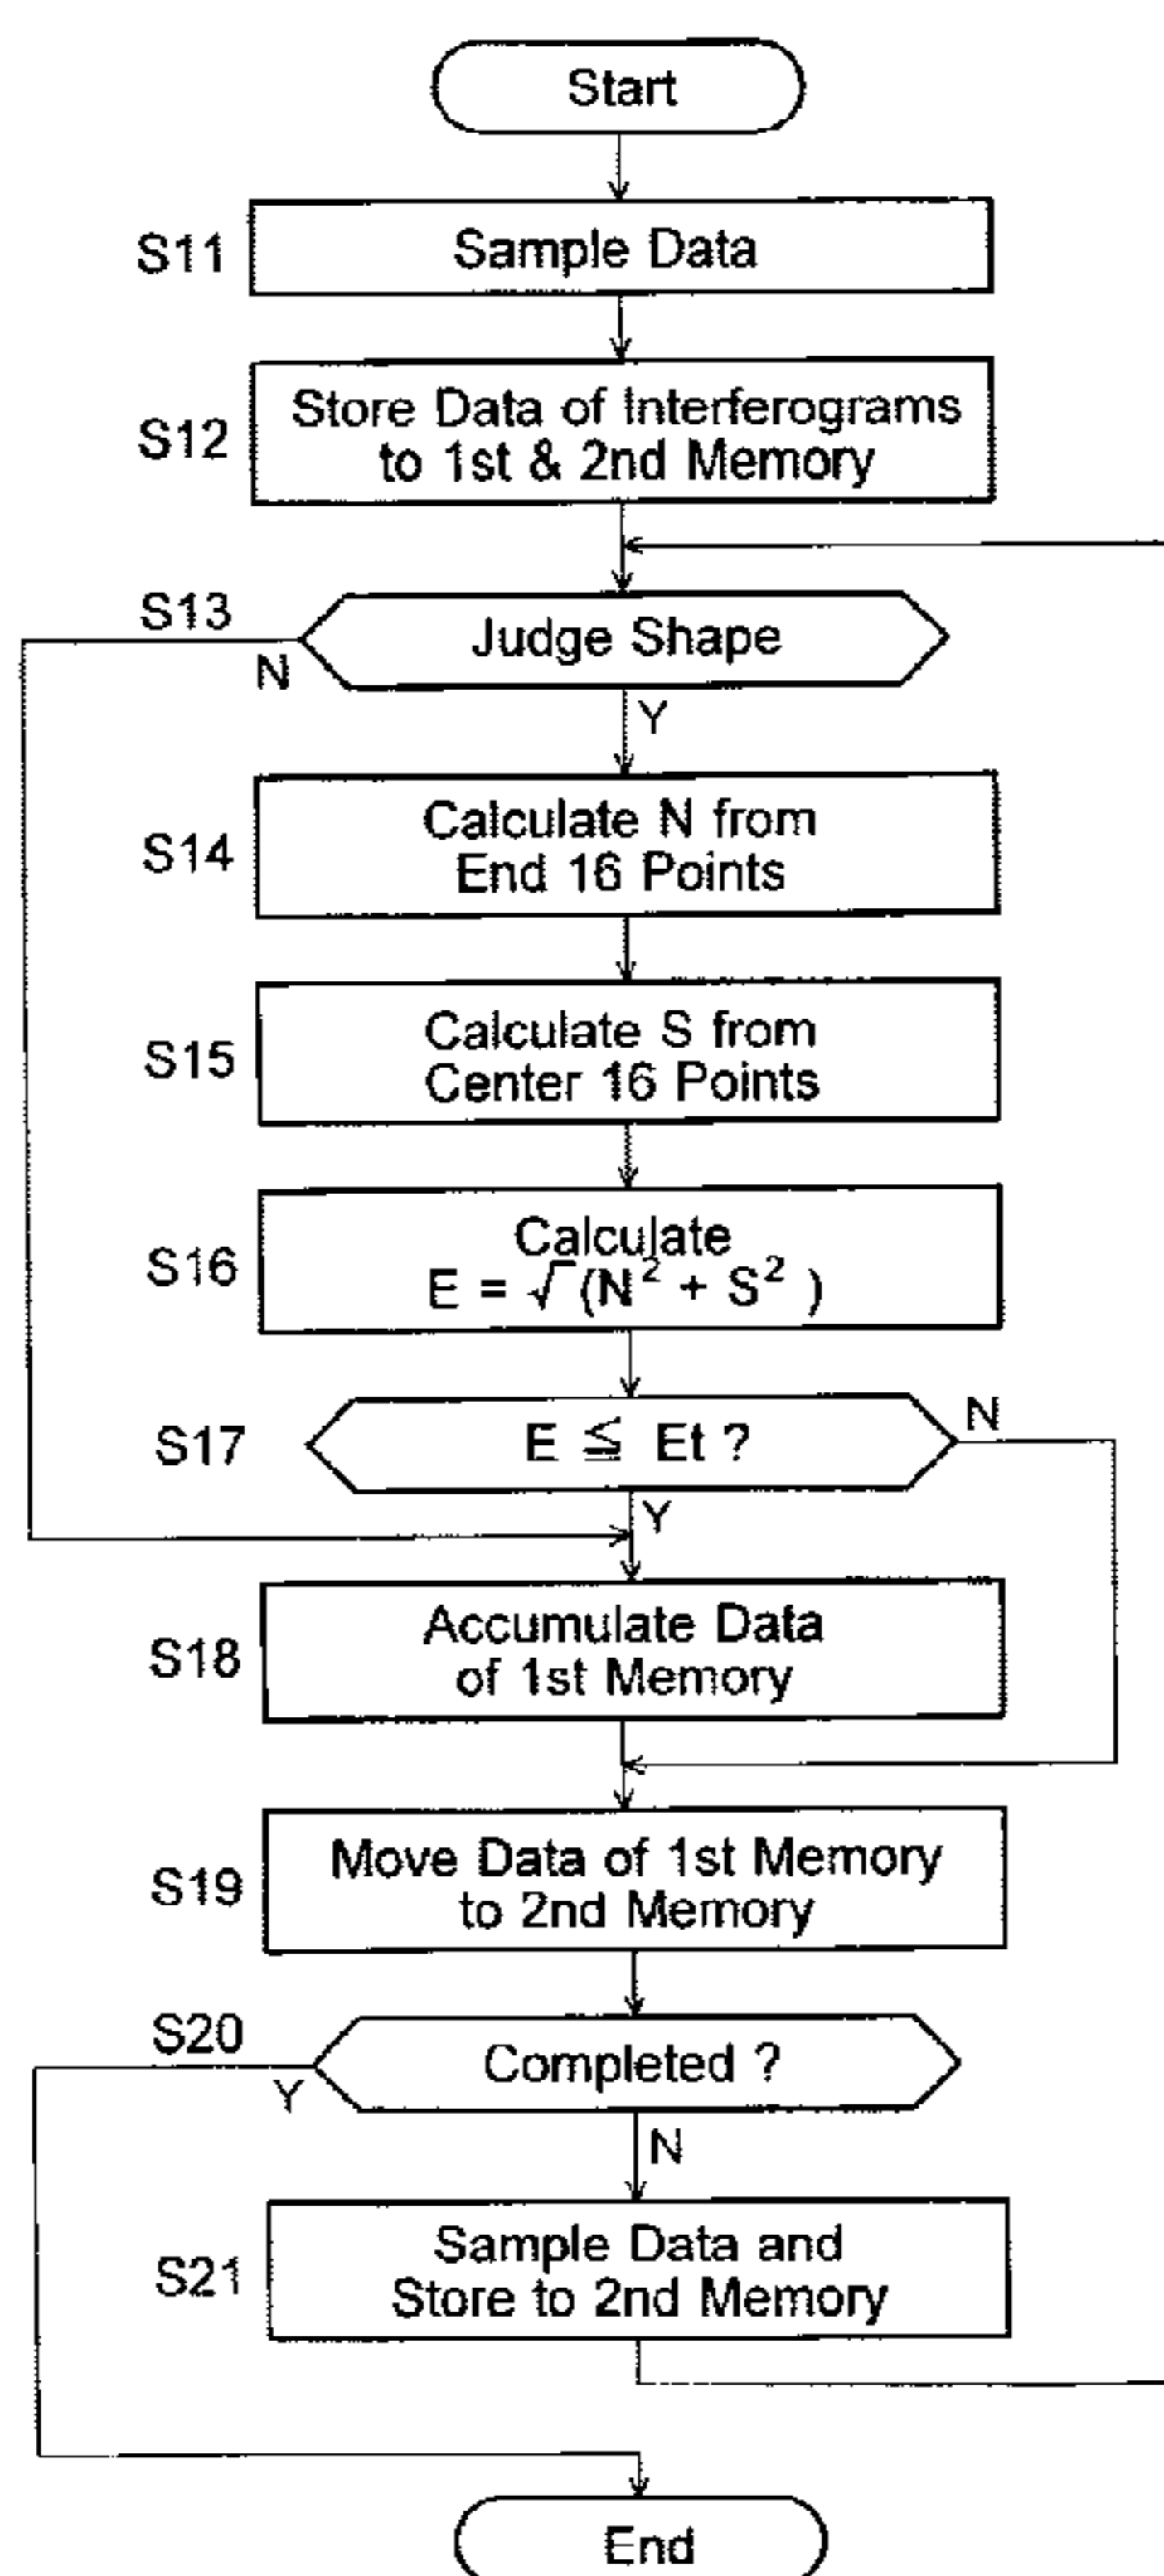 Start
S11
Sample Data
S12
Store Data of Interferograms
to 1st & 2nd Memory
S13
Judge Shape
N
Y
S14
Calculate N from
End 16 Points
S15
Calculate S from
Center 16 Points
S16
Calculate
E = √(N² + S² )
S17
E ≦ Et ?
N
Y
S18
Accumulate Data
of 1st Memory
S19
Move Data of 1st Memory
to 2nd Memory
S20
Completed ?
Y
N
S21
Sample Data and
Store to 2nd Memory
End